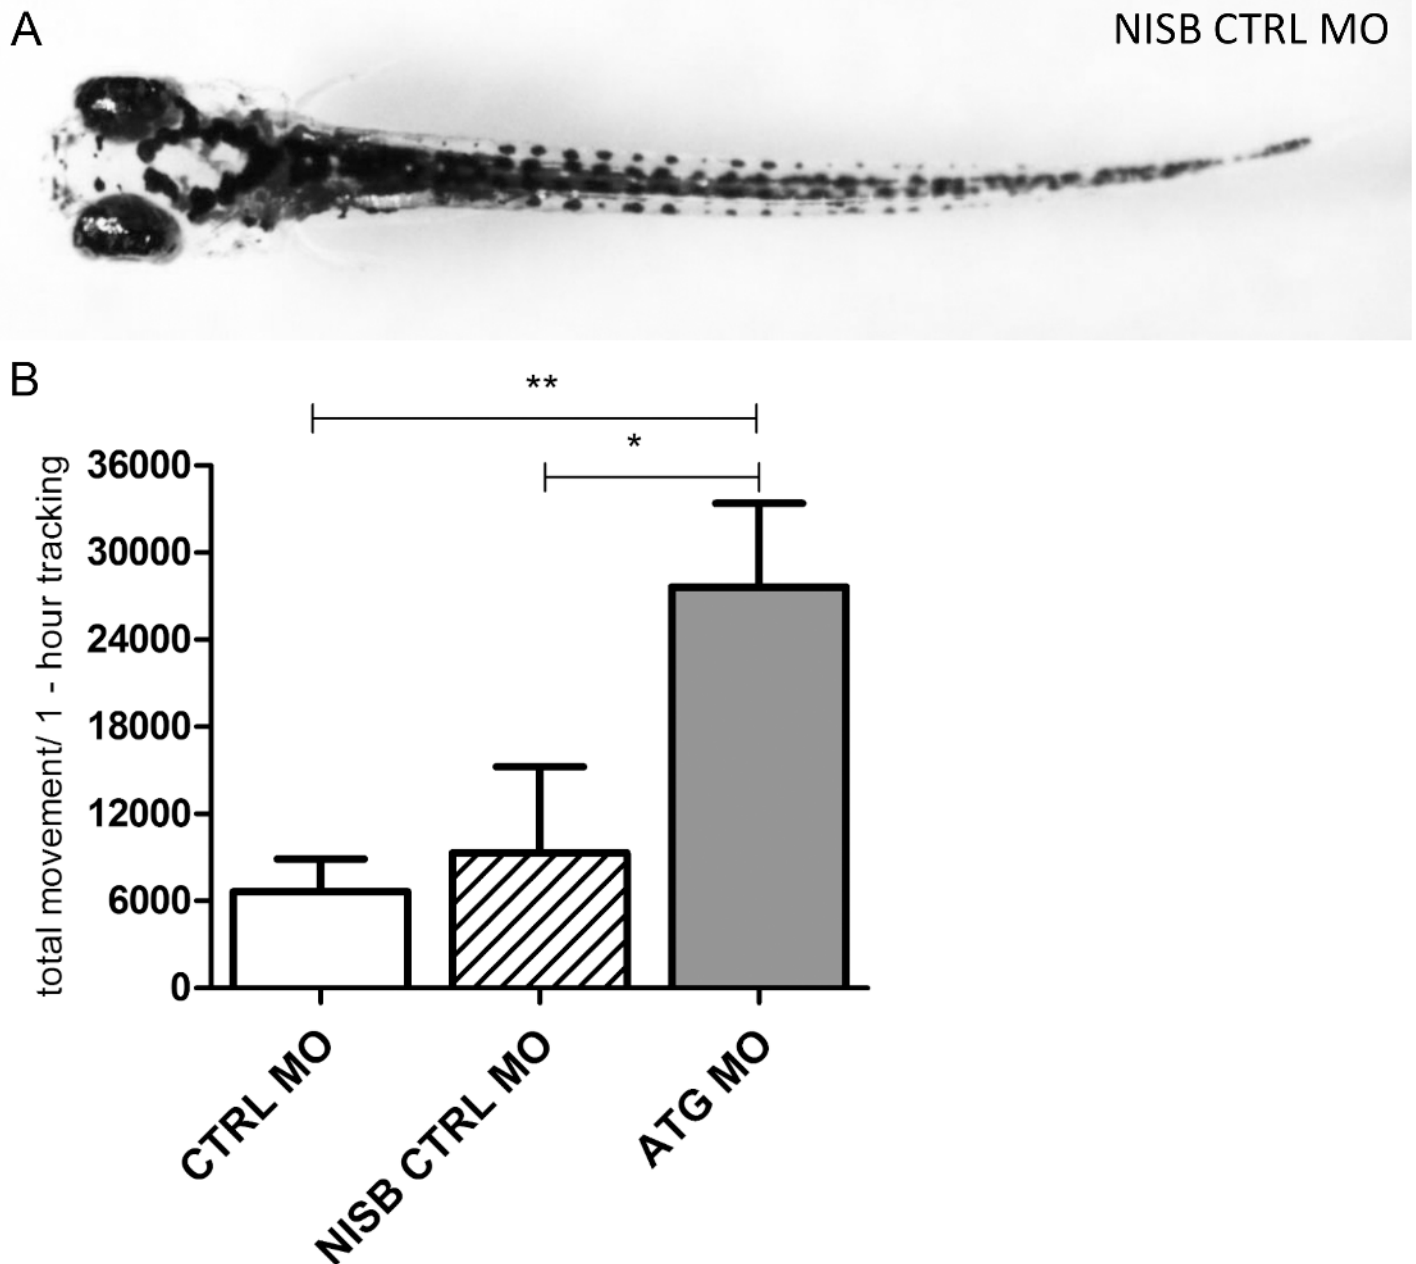 A
NISB CTRL MO
B
**
*
total movement/ 1 - hour tracking
36000
30000
24000
18000
12000
6000
0
CTRL MO
NISB CTRL MO
ATG MO